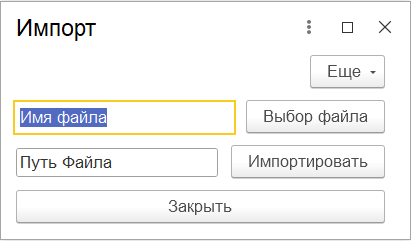 Импорт
Еще
Имя файла
Выбор файла
Путь Файла
Импортировать
Закрыть